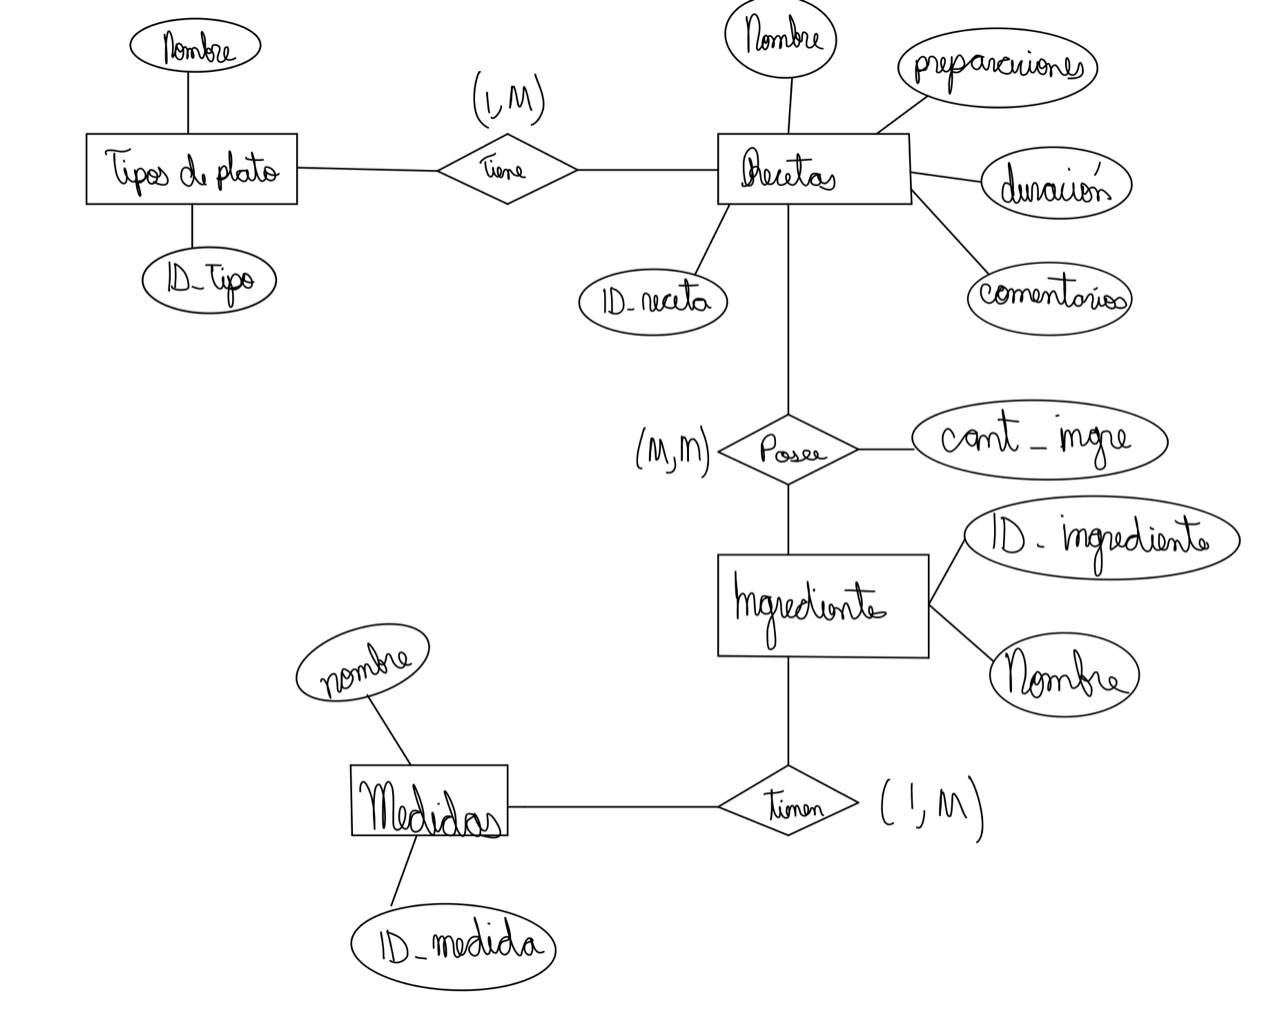 Nombre
Nombre
preparaciones
(1,M)
Tipos de plato
Tiene
Recetas
duración
ID_Tipo
ID_receta
comentarios
(M,M)
Posee
cant_ingre
ID_ingrediente
Ingredientes
nombre
Nombre
Medidas
tienen
(1,M)
ID_medida